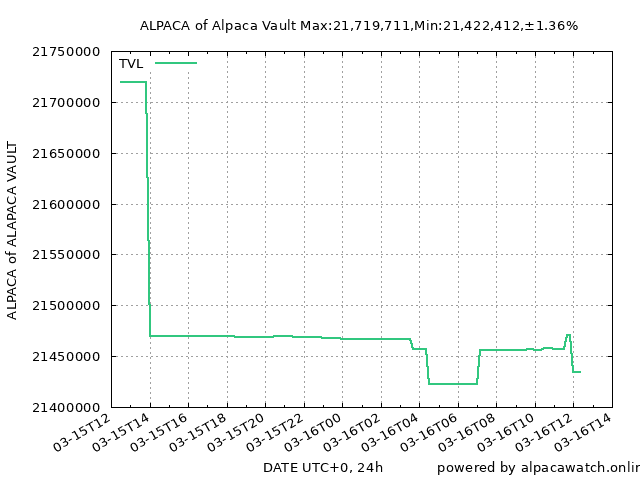 ALPACA of Alpaca Vault Max:21,719,711,Min:21,422,412,±1.36%
TVL
21750000
21700000
21650000
21600000
21550000
21500000
21450000
21400000
ALPACA of ALAPACA VAULT
03-15T12
03-15T14
03-15T16
03-15T18
03-15T20
03-15T22
03-16T00
03-16T02
03-16T04
03-16T06
03-16T08
03-16T10
03-16T12
03-16T14
DATE UTC+0, 24h
powered by alpacawatch.onlin